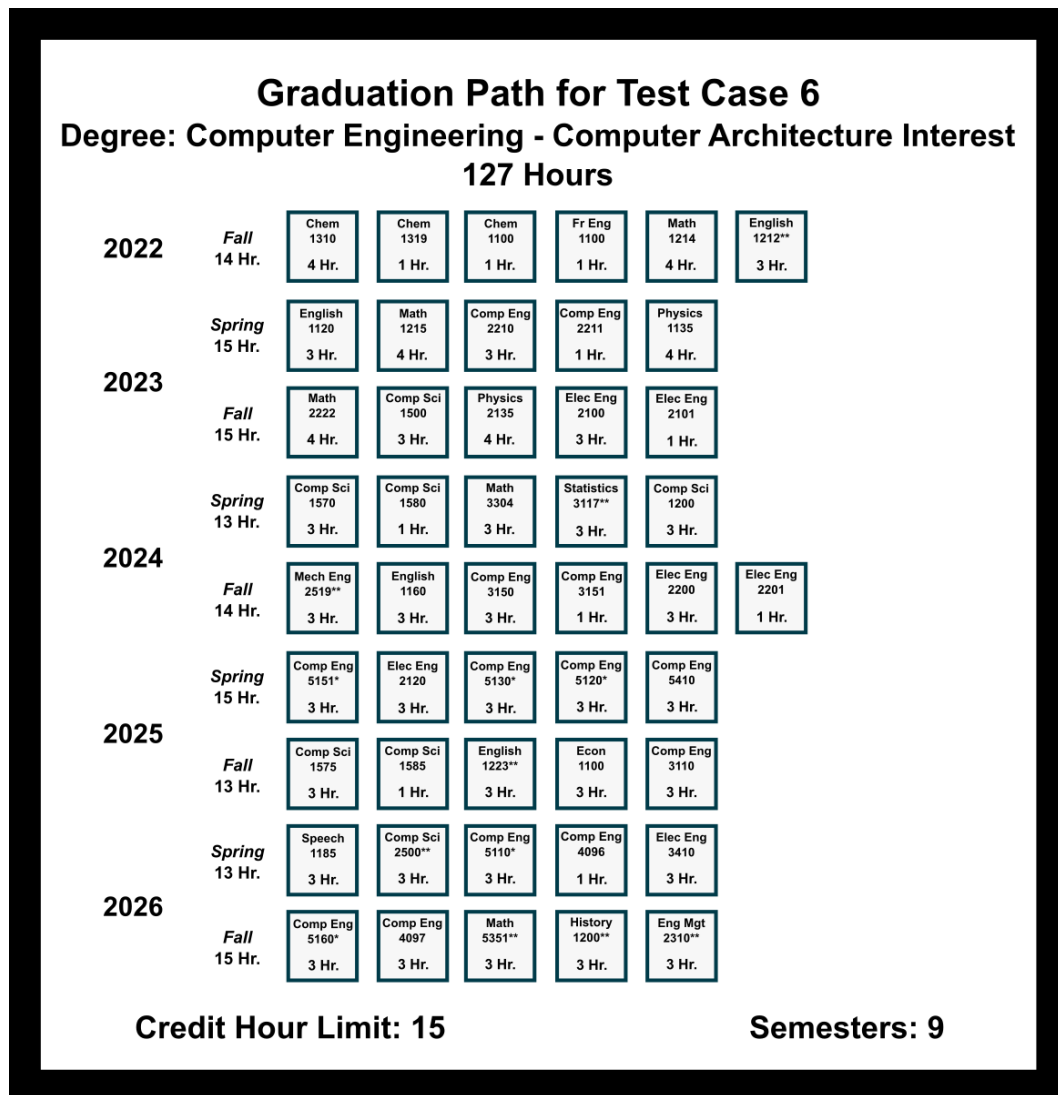 Graduation Path for Test Case 6
Degree: Computer Engineering - Computer Architecture Interest
127 Hours
2022
Fall
14 Hr.
Chem
1310
4 Hr.
Chem
1319
1 Hr.
Chem
1100
1 Hr.
Fr Eng
1100
1 Hr.
Math
1214
4 Hr.
English
1212**
3 Hr.
2023
Spring
15 Hr.
English
1120
3 Hr.
Math
1215
4 Hr.
Comp Eng
2210
3 Hr.
Comp Eng
2211
1 Hr.
Physics
1135
4 Hr.
Fall
15 Hr.
Math
2222
4 Hr.
Comp Sci
1500
3 Hr.
Physics
2135
4 Hr.
Elec Eng
2100
3 Hr.
Elec Eng
2101
1 Hr.
2024
Spring
13 Hr.
Comp Sci
1570
3 Hr.
Comp Sci
1580
1 Hr.
Math
3304
3 Hr.
Statistics
3117**
3 Hr.
Comp Sci
1200
3 Hr.
Fall
14 Hr.
Mech Eng
2519**
3 Hr.
English
1160
3 Hr.
Comp Eng
3150
3 Hr.
Comp Eng
3151
1 Hr.
Elec Eng
2200
3 Hr.
Elec Eng
2201
1 Hr.
2025
Spring
15 Hr.
Comp Eng
5151*
3 Hr.
Elec Eng
2120
3 Hr.
Comp Eng
5130*
3 Hr.
Comp Eng
5120*
3 Hr.
Comp Eng
5410
3 Hr.
Fall
13 Hr.
Comp Sci
1575
3 Hr.
Comp Sci
1585
1 Hr.
English
1223**
3 Hr.
Econ
1100
3 Hr.
Comp Eng
3110
3 Hr.
2026
Spring
13 Hr.
Speech
1185
3 Hr.
Comp Sci
2500**
3 Hr.
Comp Eng
5110*
3 Hr.
Comp Eng
4096
1 Hr.
Elec Eng
3410
3 Hr.
Fall
15 Hr.
Comp Eng
5160*
3 Hr.
Comp Eng
4097
3 Hr.
Math
5351**
3 Hr.
History
1200**
3 Hr.
Eng Mgt
2310**
3 Hr.
Credit Hour Limit: 15
Semesters: 9